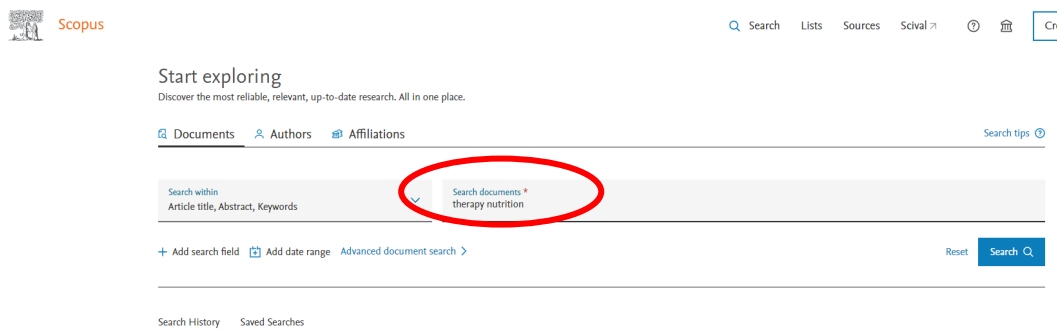 Scopus
Search Lists Sources Scival
Start exploring
Discover the most reliable, relevant, up-to-date research. All in one place.
Documents Authors Affiliations
Search tips
Search within
Article title, Abstract, Keywords
Search documents *
therapy nutrition
+ Add search field Add date range Advanced document search >
Reset Search
Search History Saved Searches